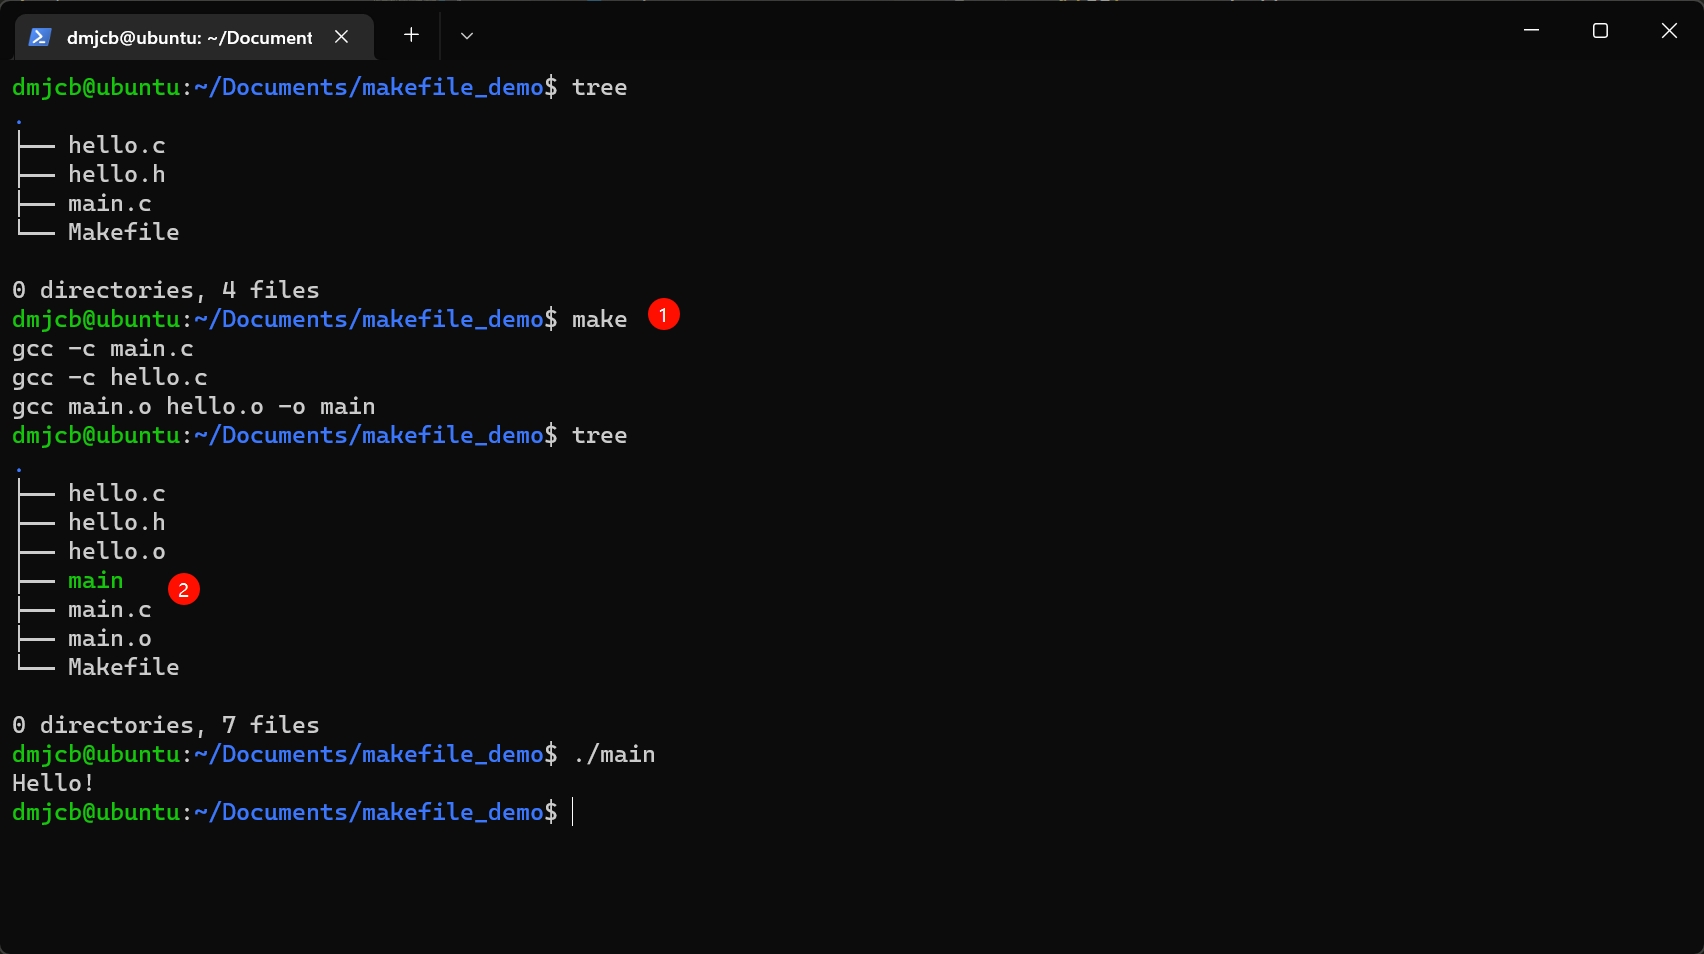 dmjcb@ubuntu: ~/Document
dmjcb@ubuntu:~/Documents/makefile_demo$ tree
.
├── hello.c
├── hello.h
├── main.c
└── Makefile
0 directories, 4 files
dmjcb@ubuntu:~/Documents/makefile_demo$ make 1
gcc -c main.c
gcc -c hello.c
gcc main.o hello.o -o main
dmjcb@ubuntu:~/Documents/makefile_demo$ tree
.
├── hello.c
├── hello.h
├── hello.o
├── main 2
├── main.c
├── main.o
└── Makefile
0 directories, 7 files
dmjcb@ubuntu:~/Documents/makefile_demo$ ./main
Hello!
dmjcb@ubuntu:~/Documents/makefile_demo$